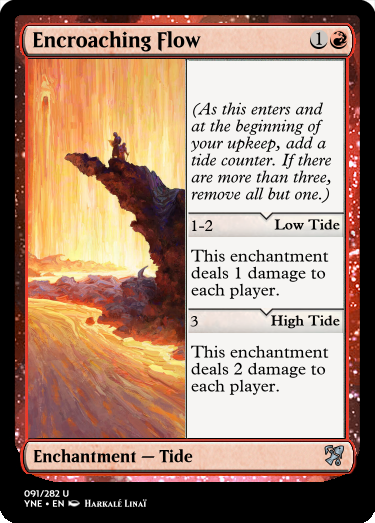 Encroaching Flow 1
(As this enters and
at the beginning of
your upkeep, add a
tide counter. If there
are more than three,
remove all but one.)
1-2 Low Tide
This enchantment
deals 1 damage to
each player.
3 High Tide
This enchantment
deals 2 damage to
each player.
Enchantment — Tide
091/282 U
YNE • EN Harkalé Linaï